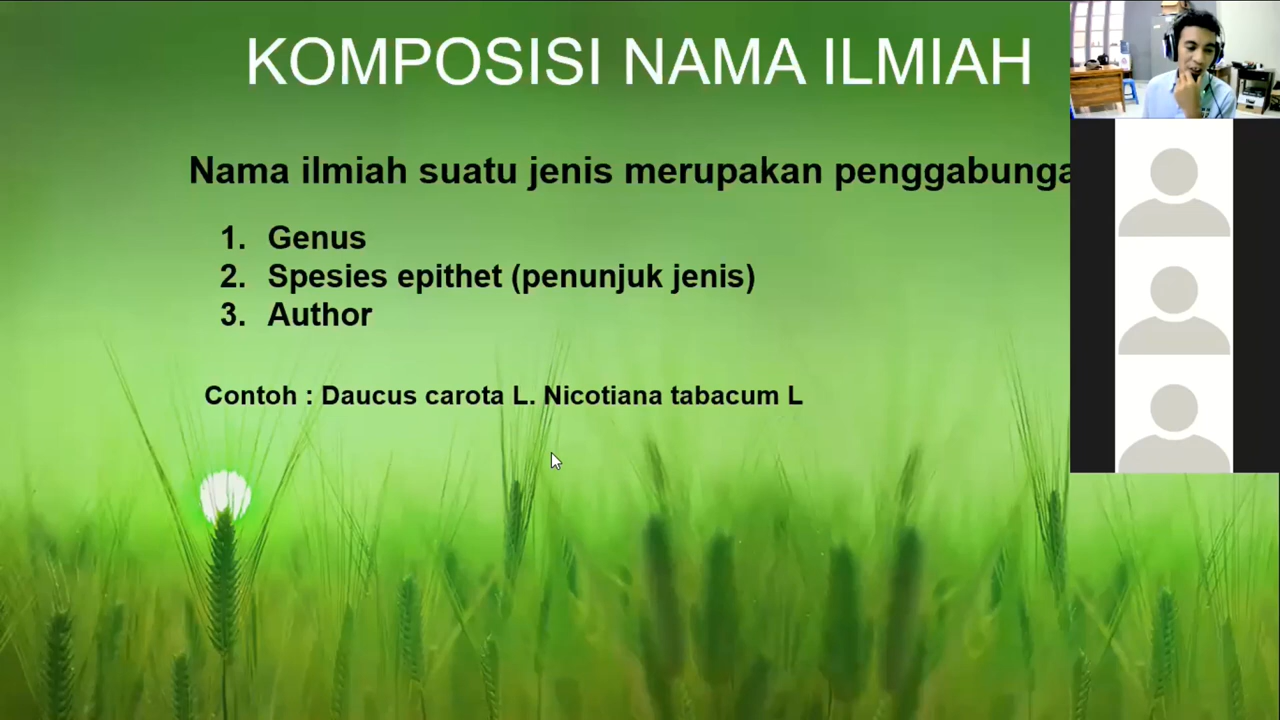 KOMPOSISI NAMA ILMIAH
Nama ilmiah suatu jenis merupakan
1. Genus
2. Spesies epithet (penunjuk jenis)
3. Author
Contoh : Daucus carota L. Nicotiana tabacum L